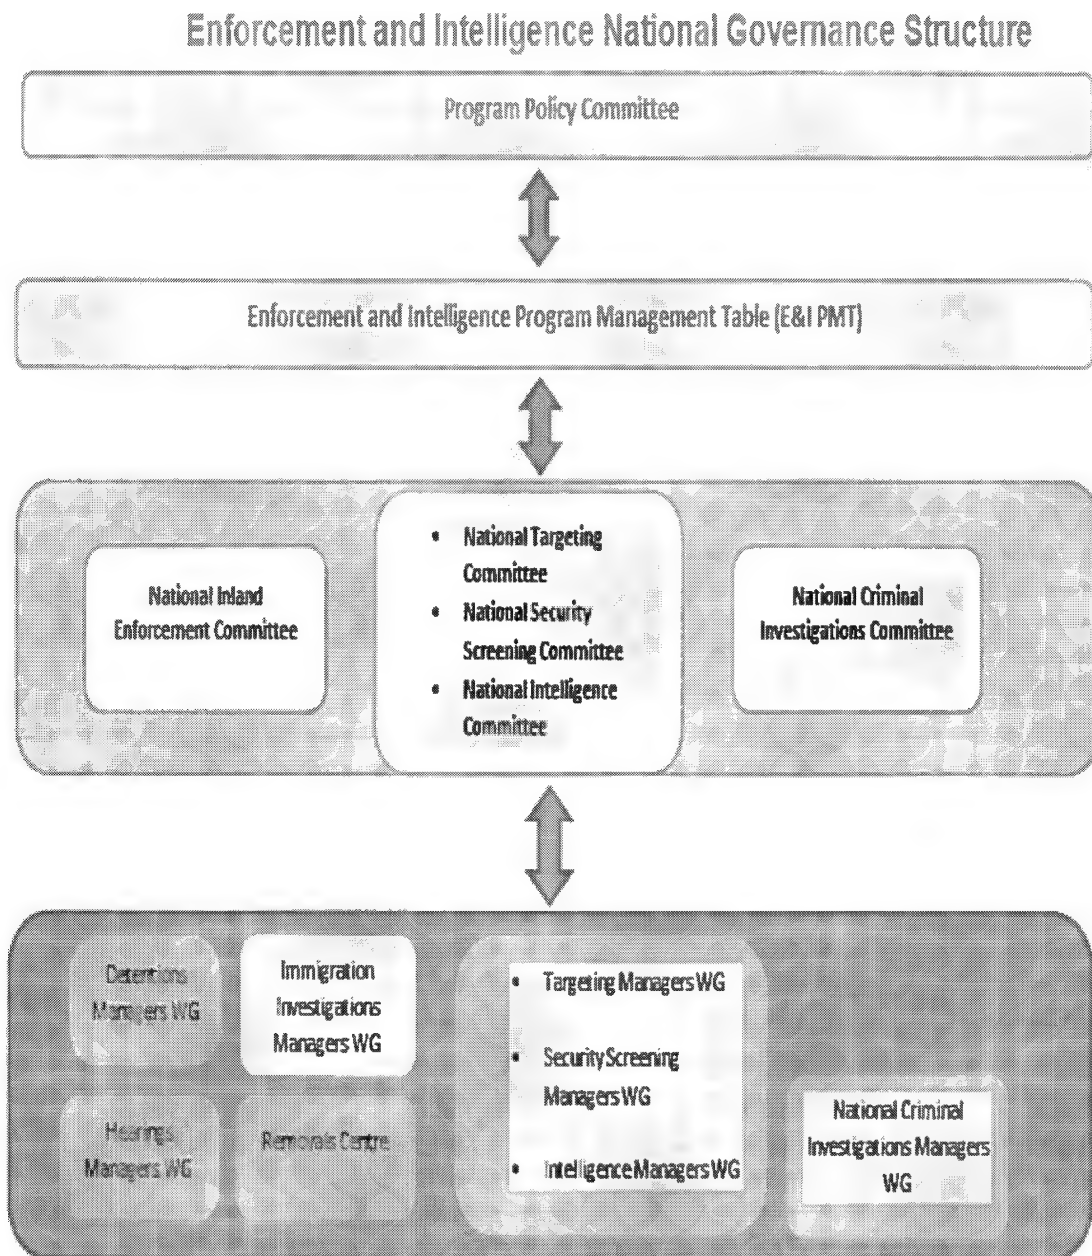 Enforcement and Intelligence National Governance Structure
Program Policy Committee
Enforcement and Intelligence Program Management Table (E&I PMT)
National Inland
Enforcement Committee
• National Targeting
Committee
• National Security
Screening Committee
• National Intelligence
Committee
National Criminal
Investigations Committee
Detentions
Managers WG
Immigration
Investigations
Managers WG
Hearings
Managers WG
Removals Centre
• Targeting Managers WG
• Security Screening
Managers WG
• Intelligence Managers WG
National Criminal
Investigations Managers
WG